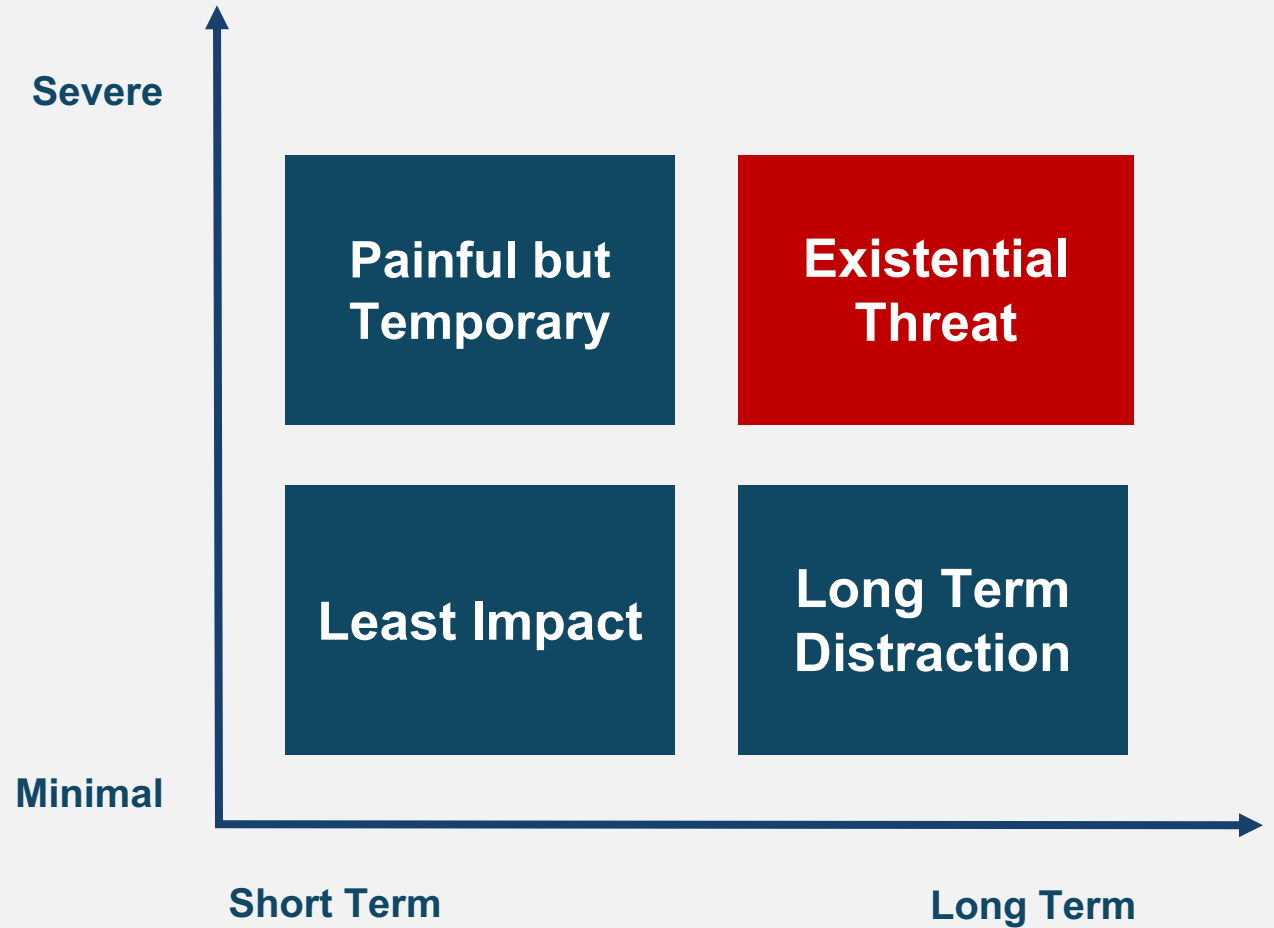 Severe
Painful but
Temporary
Existential
Threat
Least Impact
Long Term
Distraction
Minimal
Short Term
Long Term